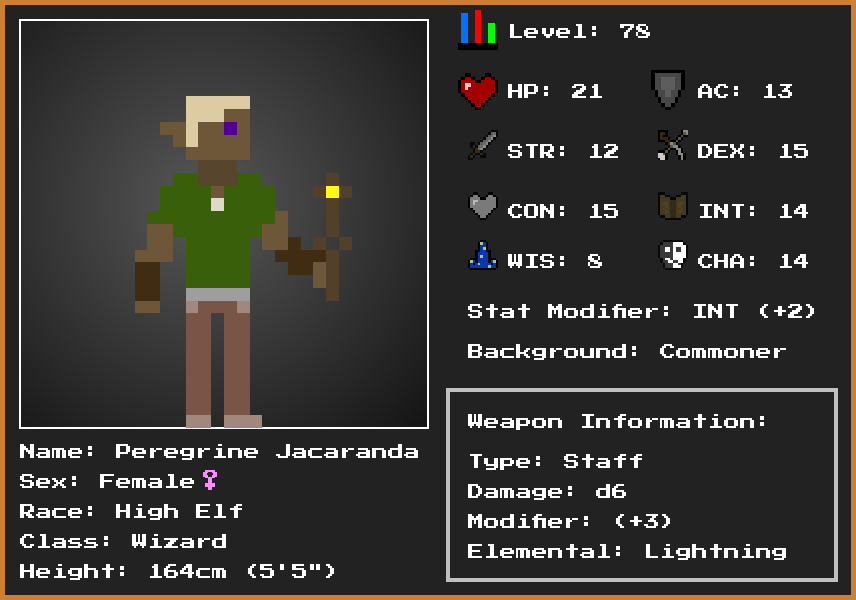 Level: 78
HP: 21 AC: 13
STR: 12 DEX: 15
CON: 15 INT: 14
WIS: 8 CHA: 14
Stat Modifier: INT (+2)
Background: Commoner
Weapon Information:
Type: Staff
Damage: d6
Modifier: (+3)
Elemental: Lightning
Name: Peregrine Jacaranda
Sex: Female♀
Race: High Elf
Class: Wizard
Height: 164cm (5'5")